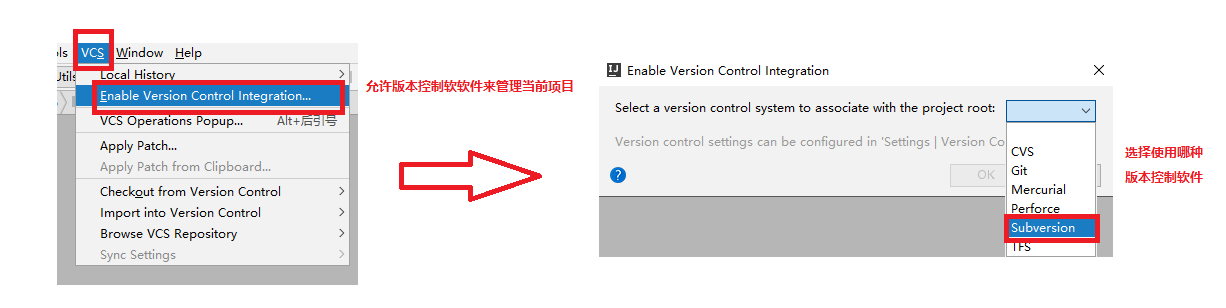 ols VCS Window Help
Utils
Local History
Enable Version Control Integration...
VCS Operations Popup... Alt+后引号
Apply Patch...
Apply Patch from Clipboard...
Checkout from Version Control
Import into Version Control
Browse VCS Repository
Sync Settings
允许版本控制软软件来管理当前项目
IJ Enable Version Control Integration
Select a version control system to associate with the project root:
Version control settings can be configured in 'Settings | Version Co
? OK
CVS
Git
Mercurial
Perforce
Subversion
TFS
选择使用哪种
版本控制软件